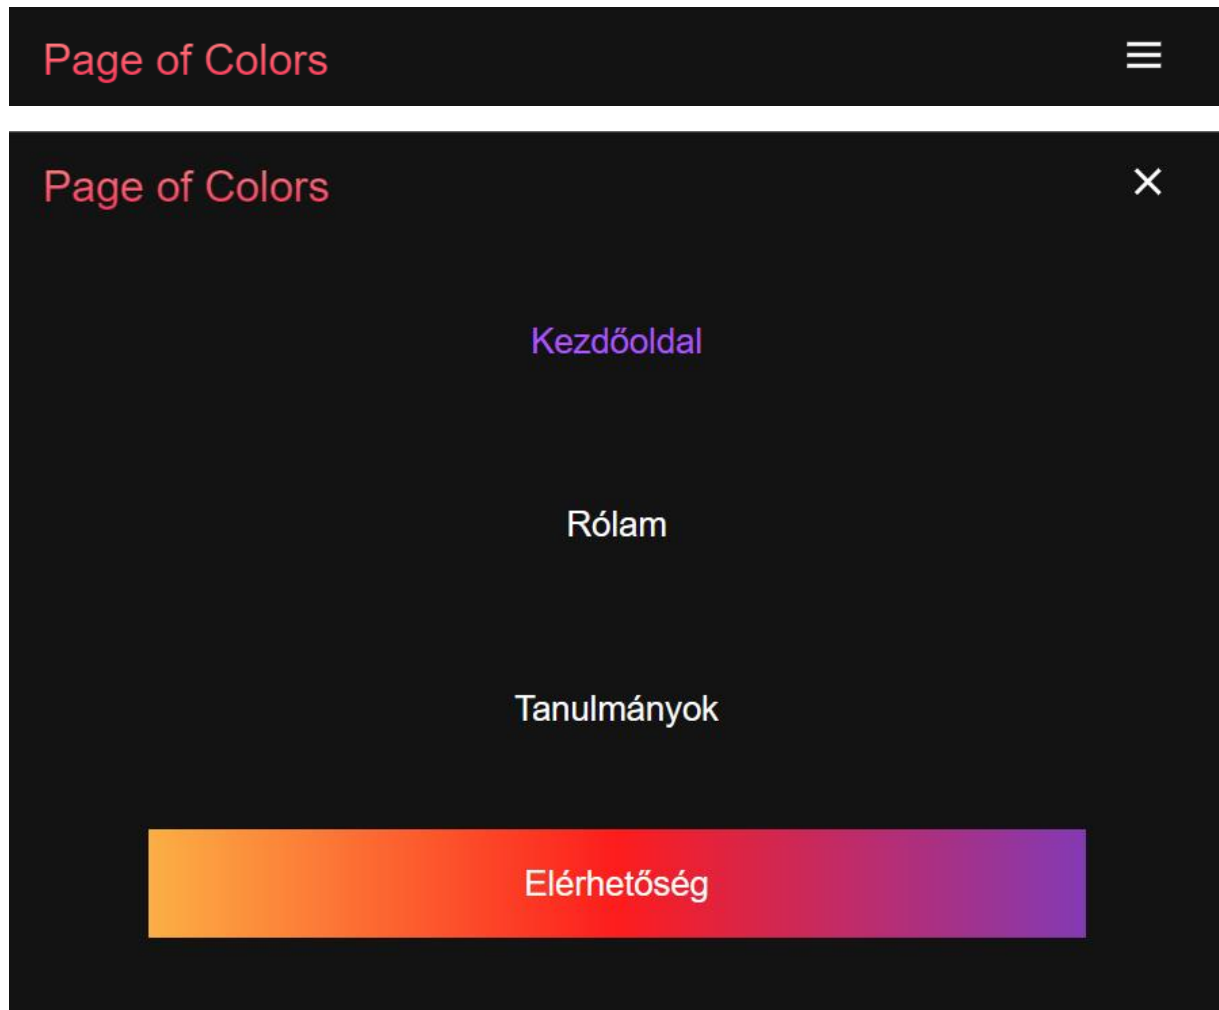 Page of Colors
Page of Colors
Kezdőoldal
Rólam
Tanulmányok
Elérhetőség